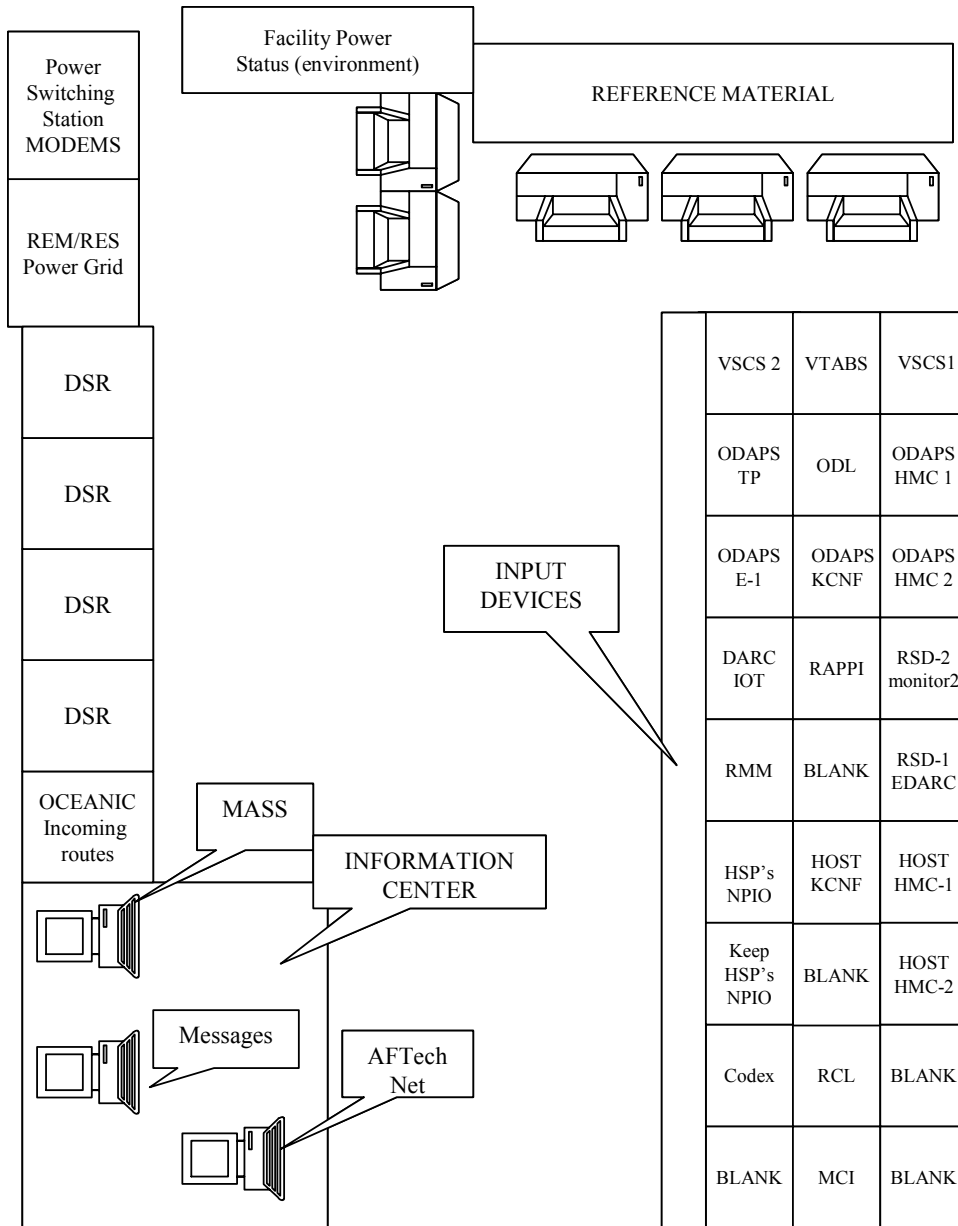 Facility Power
Status (environment)
REFERENCE MATERIAL
Power
Switching
Station
MODEMS
REM/RES
Power Grid
DSR
DSR
DSR
DSR
OCEANIC
Incoming
routes
MASS
INFORMATION
CENTER
Messages
AFTech
Net
INPUT
DEVICES
VSCS 2
VTABS
VSCS1
ODAPS
TP
ODL
ODAPS
HMC 1
ODAPS
E-1
ODAPS
KCNF
ODAPS
HMC 2
DARC
IOT
RAPPI
RSD-2
monitor2
RMM
BLANK
RSD-1
EDARC
HSP's
NPIO
HOST
KCNF
HOST
HMC-1
Keep
HSP's
NPIO
BLANK
HOST
HMC-2
Codex
RCL
BLANK
BLANK
MCI
BLANK